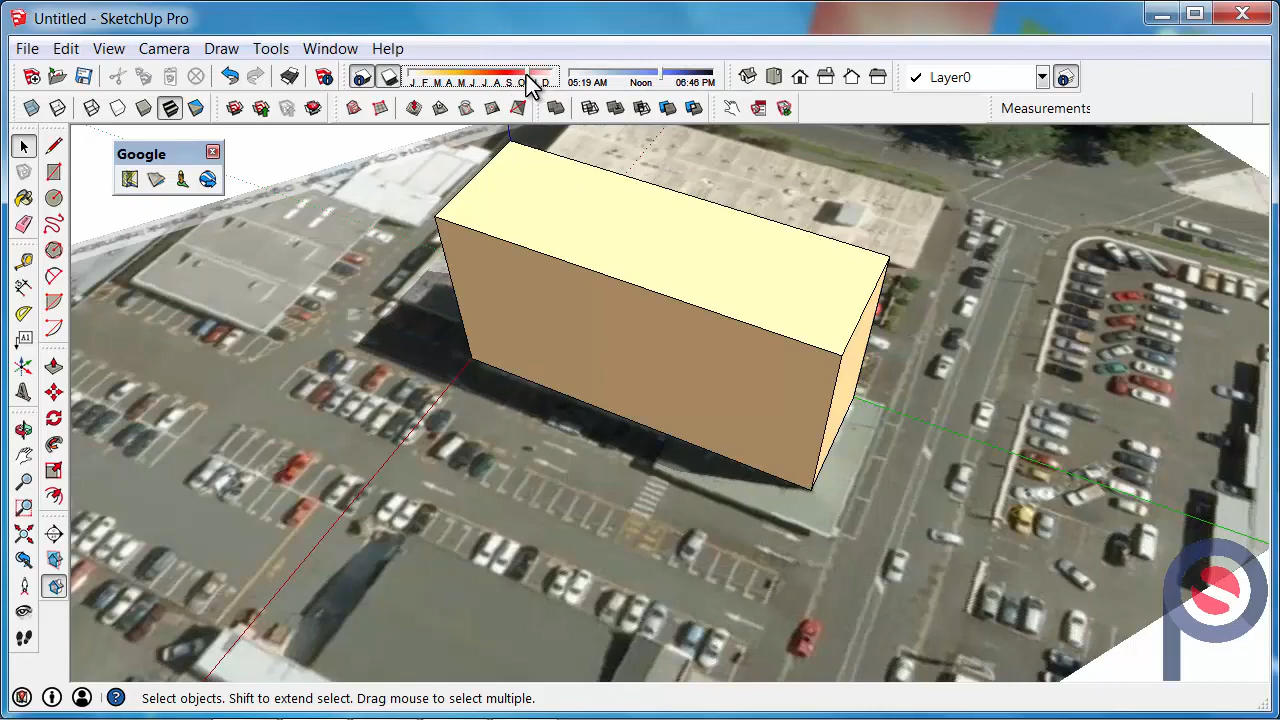 Untitled - SketchUp Pro
File Edit View Camera Draw Tools Window Help
J F M A M J J A S O N D
05:19 AM Noon 06:46 PM
Layer0
Measurements
Google
A1
Select objects. Shift to extend select. Drag mouse to select multiple.